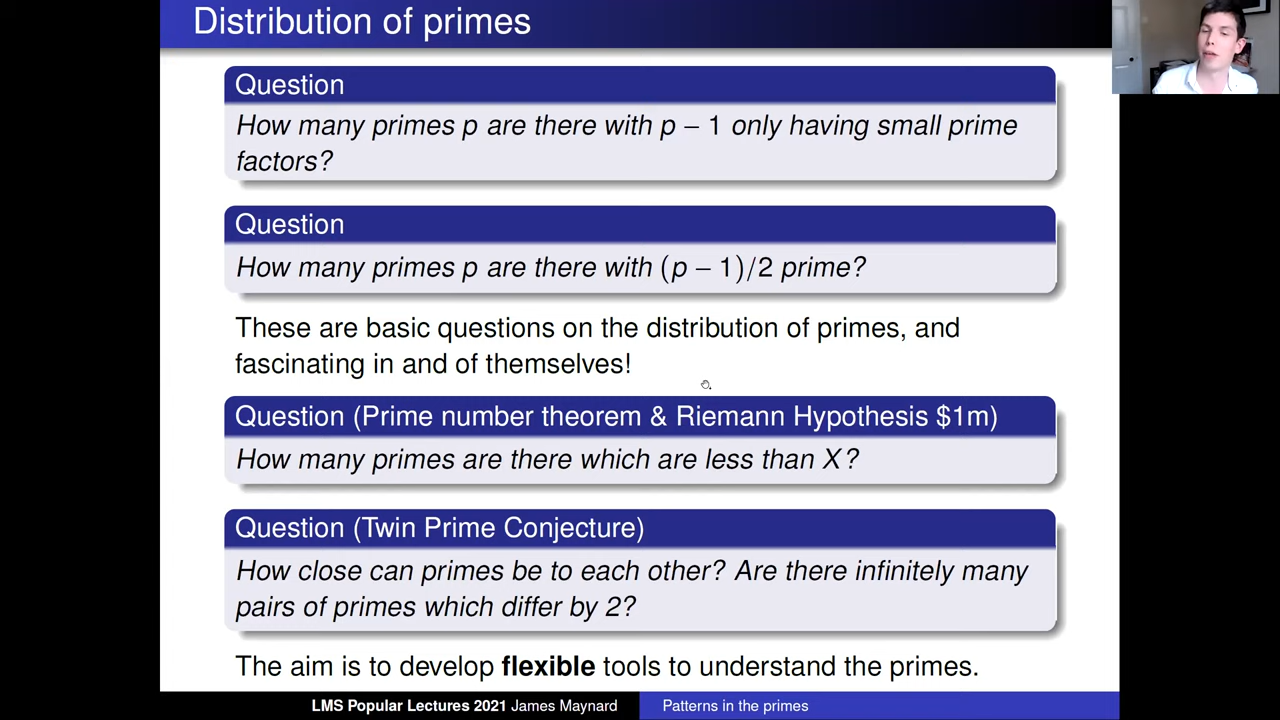 Distribution of primes
Question
How many primes p are there with p − 1 only having small prime
factors?
Question
How many primes p are there with (p − 1)/2 prime?
These are basic questions on the distribution of primes, and
fascinating in and of themselves!
Question (Prime number theorem & Riemann Hypothesis $1m)
How many primes are there which are less than X?
Question (Twin Prime Conjecture)
How close can primes be to each other? Are there infinitely many
pairs of primes which differ by 2?
The aim is to develop flexible tools to understand the primes.
LMS Popular Lectures 2021 James Maynard Patterns in the primes